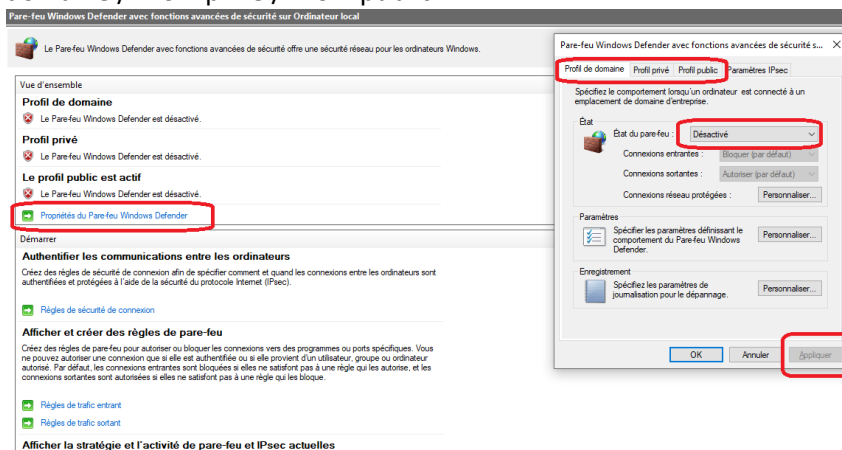 Pare-feu Windows Defender avec fonctions avancées de sécurité sur Ordinateur local
Le Pare-feu Windows Defender avec fonctions avancées de sécurité offre une sécurité réseau pour les ordinateurs Windows.
Vue d'ensemble
Profil de domaine
Le Pare-feu Windows Defender est désactivé.
Profil privé
Le Pare-feu Windows Defender est désactivé.
Le profil public est actif
Le Pare-feu Windows Defender est désactivé.
Propriétés du Pare-feu Windows Defender
Démarrer
Authentifier les communications entre les ordinateurs
Créez des règles de sécurité de connexion afin de spécifier comment et quand les connexions entre les ordinateurs sont
authentifiées et protégées à l'aide de la sécurité du protocole Internet (IPsec).
Règles de sécurité de connexion
Afficher et créer des règles de pare-feu
Créez des règles de pare-feu pour autoriser ou bloquer les connexions vers des programmes ou ports spécifiques. Vous
ne pouvez autoriser une connexion que si elle est authentifiée ou si elle provient d'un utilisateur, groupe ou ordinateur
autorisé. Par défaut, les connexions entrantes sont bloquées si elles ne satisfont pas à une règle qui les autorise, et les
connexions sortantes sont autorisées si elles ne satisfont pas à une règle qui les bloque.
Règles de trafic entrant
Règles de trafic sortant
Afficher la stratégie et l'activité de pare-feu et IPsec actuelles
Pare-feu Windows Defender avec fonctions avancées de sécurité s...
Profil de domaine Profil privé Profil public Paramètres IPsec
Spécifiez le comportement lorsqu'un ordinateur est connecté à un
emplacement de domaine d'entreprise.
État
État du pare-feu : Désactivé
Connexions entrantes : Bloquer (par défaut)
Connexions sortantes : Autoriser (par défaut)
Connexions réseau protégées : Personnaliser...
Paramètres
Spécifier les paramètres définissant le
comportement du Pare-feu Windows
Defender.
Personnaliser...
Enregistrement
Spécifiez les paramètres de
journalisation pour le dépannage.
Personnaliser...
OK Annuler Appliquer